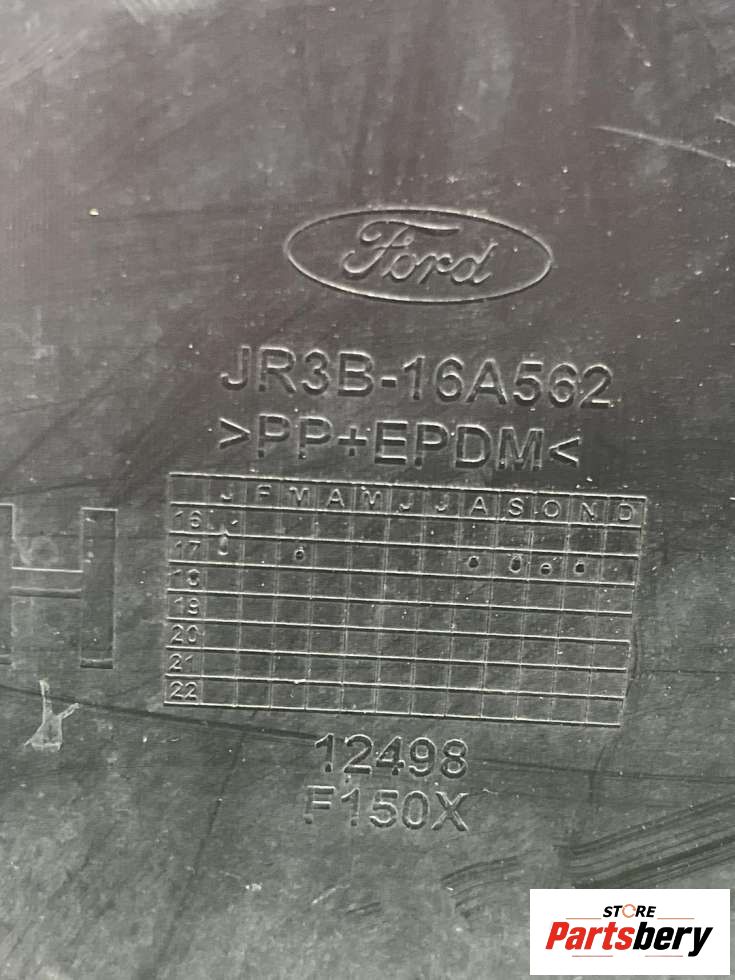 Ford
JR3B-16A562
>PP+EPDM<
J F M A M J J A S O N D
16
17
18
19
20
21
22
H
12498
F150X
STORE
Partsbery